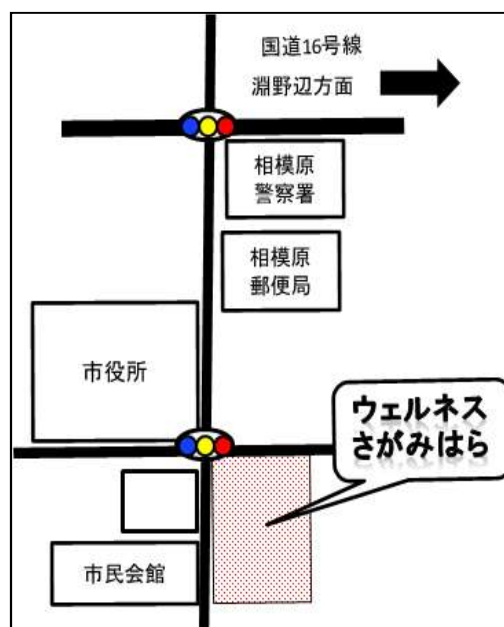 国道16号線
淵野辺方面
相模原
警察署
相模原
郵便局
市役所
ウェルネス
さがみはら
市民会館